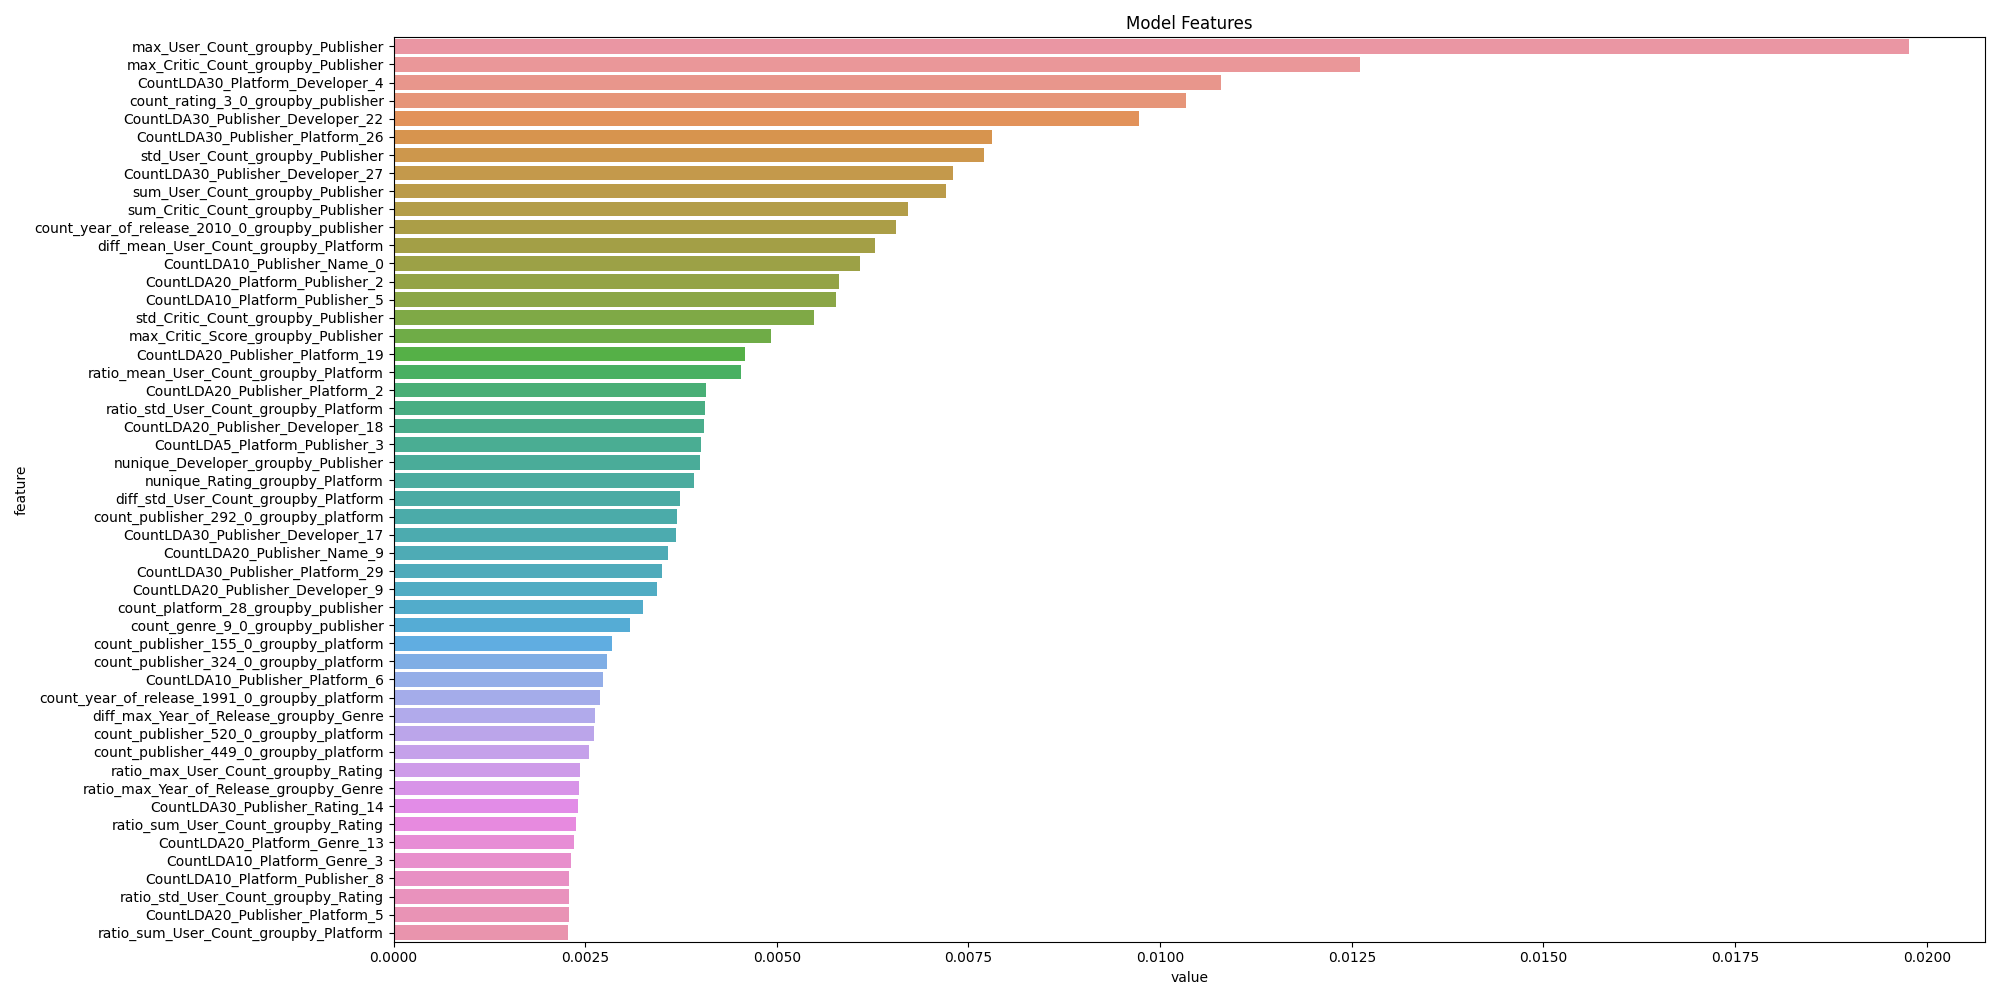 Model Features
max_User_Count_groupby_Publisher
max_Critic_Count_groupby_Publisher
CountLDA30_Platform_Developer_4
count_rating_3_0_groupby_publisher
CountLDA30_Publisher_Developer_22
CountLDA30_Publisher_Platform_26
std_User_Count_groupby_Publisher
CountLDA30_Publisher_Developer_27
sum_User_Count_groupby_Publisher
sum_Critic_Count_groupby_Publisher
count_year_of_release_2010_0_groupby_publisher
diff_mean_User_Count_groupby_Platform
CountLDA10_Publisher_Name_0
CountLDA20_Platform_Publisher_2
CountLDA10_Platform_Publisher_5
std_Critic_Count_groupby_Publisher
max_Critic_Score_groupby_Publisher
CountLDA20_Publisher_Platform_19
ratio_mean_User_Count_groupby_Platform
CountLDA20_Publisher_Platform_2
ratio_std_User_Count_groupby_Platform
CountLDA20_Publisher_Developer_18
CountLDA5_Platform_Publisher_3
nunique_Developer_groupby_Publisher
nunique_Rating_groupby_Platform
diff_std_User_Count_groupby_Platform
count_publisher_292_0_groupby_platform
CountLDA30_Publisher_Developer_17
CountLDA20_Publisher_Name_9
CountLDA30_Publisher_Platform_29
CountLDA20_Publisher_Developer_9
count_platform_28_groupby_publisher
count_genre_9_0_groupby_publisher
count_publisher_155_0_groupby_platform
count_publisher_324_0_groupby_platform
CountLDA10_Publisher_Platform_6
count_year_of_release_1991_0_groupby_platform
diff_max_Year_of_Release_groupby_Genre
count_publisher_520_0_groupby_platform
count_publisher_449_0_groupby_platform
ratio_max_User_Count_groupby_Rating
ratio_max_Year_of_Release_groupby_Genre
CountLDA30_Publisher_Rating_14
ratio_sum_User_Count_groupby_Rating
CountLDA20_Platform_Genre_13
CountLDA10_Platform_Genre_3
CountLDA10_Platform_Publisher_8
ratio_std_User_Count_groupby_Rating
CountLDA20_Publisher_Platform_5
ratio_sum_User_Count_groupby_Platform
feature
0.0000 0.0025 0.0050 0.0075 0.0100 0.0125 0.0150 0.0175 0.0200
value